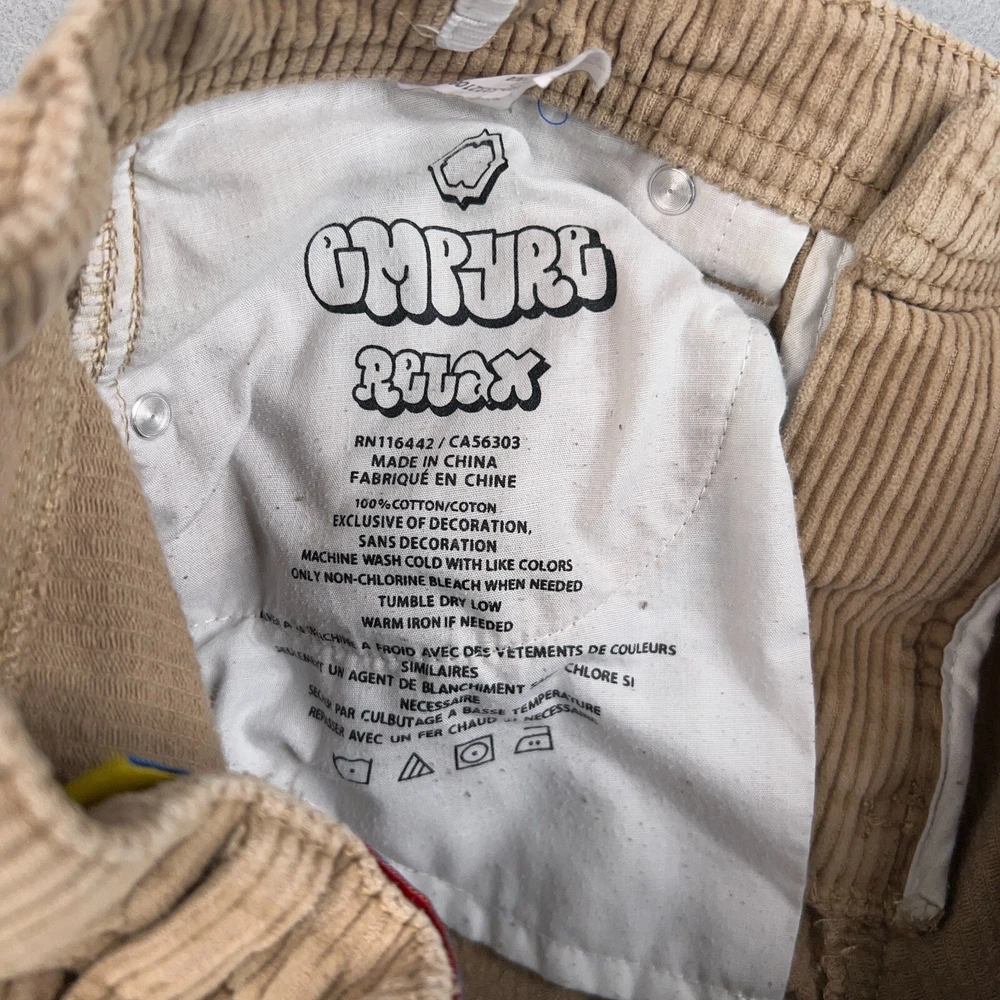 EMPYRE
RELAX
RN116442 / CA56303
MADE IN CHINA
FABRIQUÉ EN CHINE
100% COTTON/COTON
EXCLUSIVE OF DECORATION,
SANS DECORATION
MACHINE WASH COLD WITH LIKE COLORS
ONLY NON-CHLORINE BLEACH WHEN NEEDED
TUMBLE DRY LOW
WARM IRON IF NEEDED
A FROID AVEC DES VETEMENTS DE COULEURS
SIMILAIRES
UN AGENT DE BLANCHIMENT CHLORE SI
NECESSAIRE
PAR CULBUTAGE A BASSE TEMPERATURE
AVEC UN FER CHAUD NECESSAIRE